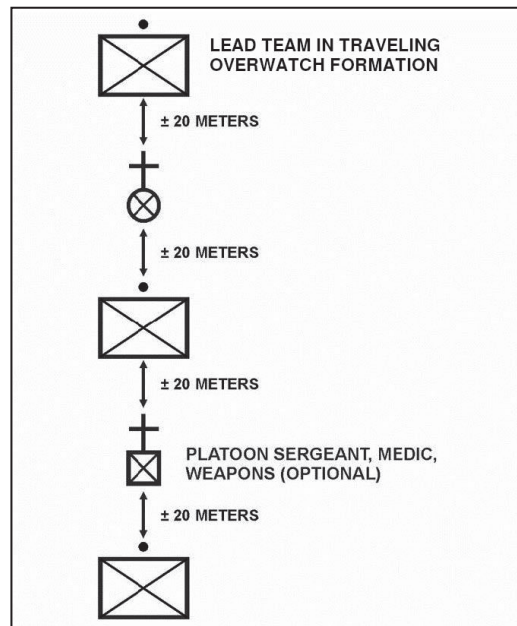 LEAD TEAM IN TRAVELING
OVERWATCH FORMATION
± 20 METERS
± 20 METERS
± 20 METERS
PLATOON SERGEANT, MEDIC,
WEAPONS (OPTIONAL)
± 20 METERS